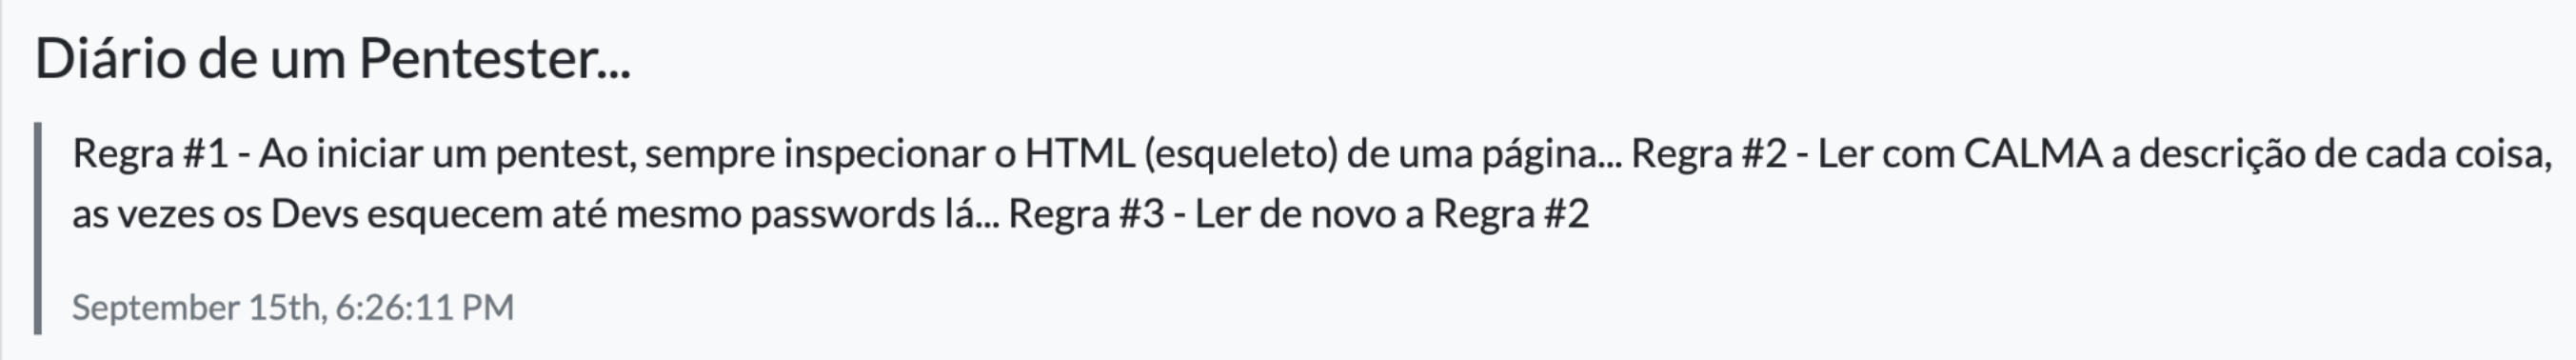 Diário de um Pentester...
Regra #1 - Ao iniciar um pentest, sempre inspecionar o HTML (esqueleto) de uma página... Regra #2 - Ler com CALMA a descrição de cada coisa,
as vezes os Devs esquecem até mesmo passwords lá... Regra #3 - Ler de novo a Regra #2
September 15th, 6:26:11 PM